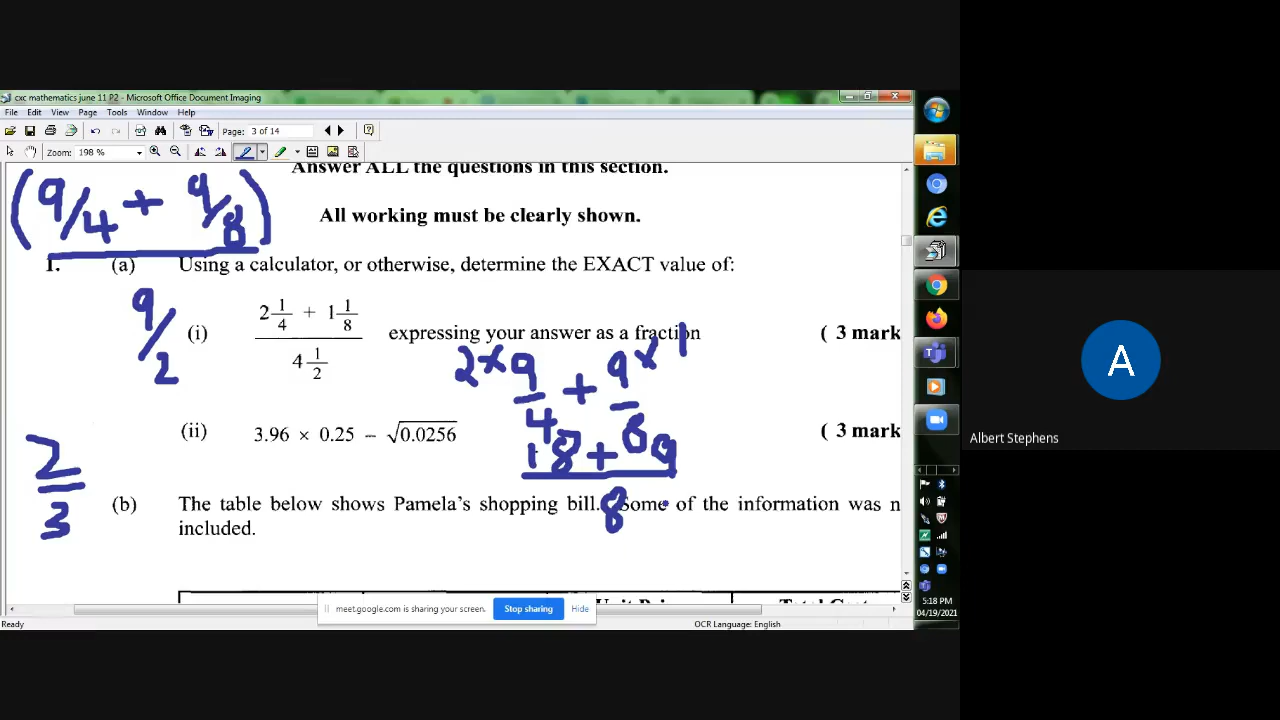 cxc mathematics june 11 P2 - Microsoft Office Document Imaging
File Edit View Page Tools Window Help
Page: 3 of 14
Zoom: 198 %
Answer ALL the questions in this section.
(9/4 + 9/8)
All working must be clearly shown.
1. (a) Using a calculator, or otherwise, determine the EXACT value of:
9/2
(i) 2 1/4 + 1 1/8
4 1/2
expressing your answer as a fraction ( 3 mark
2 × 9/4 + 9/8 × 1
(ii) 3.96 × 0.25 − √0.0256 ( 3 mark
18 + 9
8
2/3
(b) The table below shows Pamela's shopping bill. Some of the information was n
included.
Unit Pri
Total Cost
meet.google.com is sharing your screen. Stop sharing Hide
Ready OCR Language: English
5:18 PM
04/19/2021
A
Albert Stephens